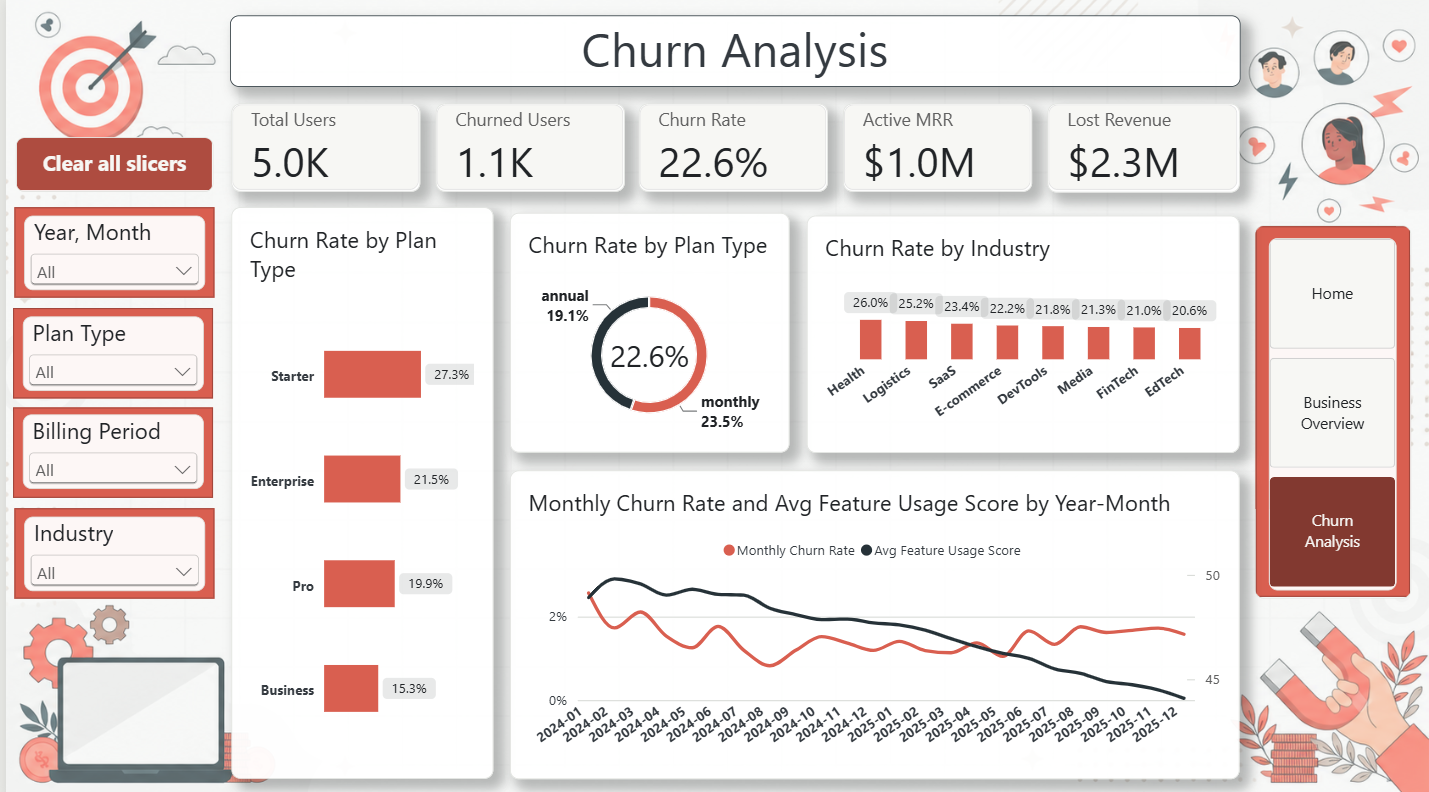 Churn Analysis
Clear all slicers
Year, Month
All
Plan Type
All
Billing Period
All
Industry
All
Total Users
5.0K
Churned Users
1.1K
Churn Rate
22.6%
Active MRR
$1.0M
Lost Revenue
$2.3M
Churn Rate by Plan
Type
Starter
27.3%
Enterprise
21.5%
Pro
19.9%
Business
15.3%
Churn Rate by Plan Type
annual
19.1%
22.6%
monthly
23.5%
Churn Rate by Industry
26.0% 25.2% 23.4% 22.2% 21.8% 21.3% 21.0% 20.6%
Health Logistics SaaS E-commerce DevTools Media FinTech EdTech
Monthly Churn Rate and Avg Feature Usage Score by Year-Month
Monthly Churn Rate Avg Feature Usage Score
50
2%
45
0%
2024-01 2024-02 2024-03 2024-04 2024-05 2024-06 2024-07 2024-08 2024-09 2024-10 2024-11 2024-12 2025-01 2025-02 2025-03 2025-04 2025-05 2025-06 2025-07 2025-08 2025-09 2025-10 2025-11 2025-12
Home
Business
Overview
Churn
Analysis